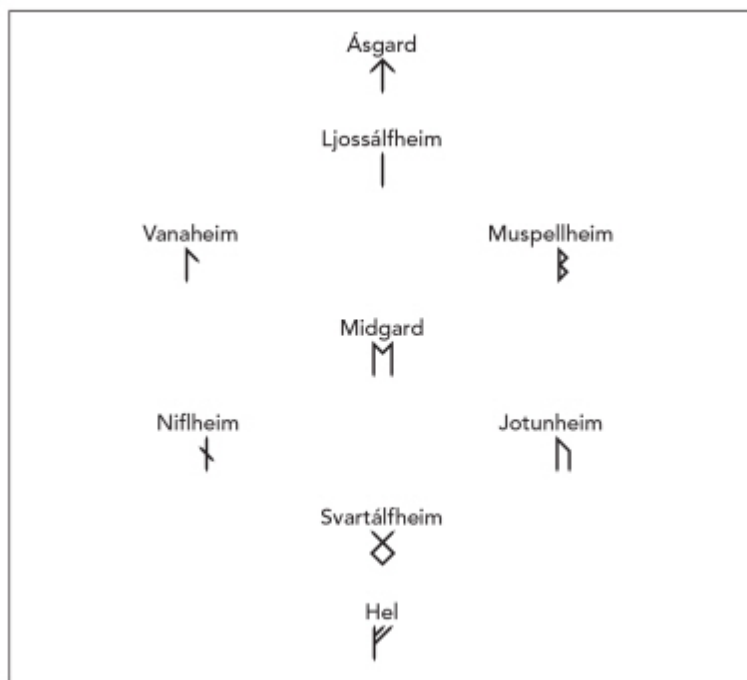 Ásgard
ᛏ
Ljossálfheim
ᛁ
Vanaheim Muspellheim
ᛚ ᛒ
Midgard
ᛖ
Niflheim Jotunheim
ᚾ ᚢ
Svartálfheim
ᛟ
Hel
ᚠ